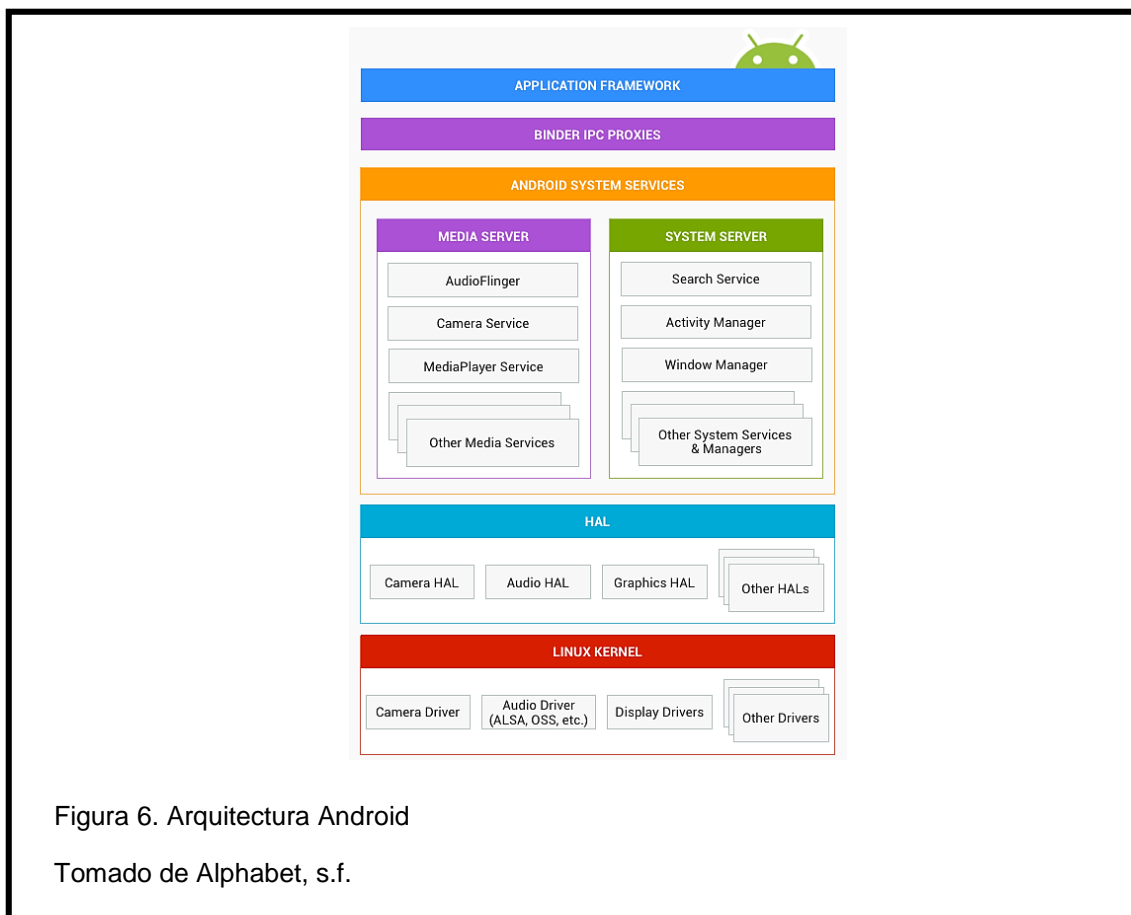 APPLICATION FRAMEWORK
BINDER IPC PROXIES
ANDROID SYSTEM SERVICES
MEDIA SERVER
AudioFlinger
Camera Service
MediaPlayer Service
Other Media Services
SYSTEM SERVER
Search Service
Activity Manager
Window Manager
Other System Services
& Managers
HAL
Camera HAL
Audio HAL
Graphics HAL
Other HALs
LINUX KERNEL
Camera Driver
Audio Driver
(ALSA, OSS, etc.)
Display Drivers
Other Drivers
Figura 6. Arquitectura Android
Tomado de Alphabet, s.f.